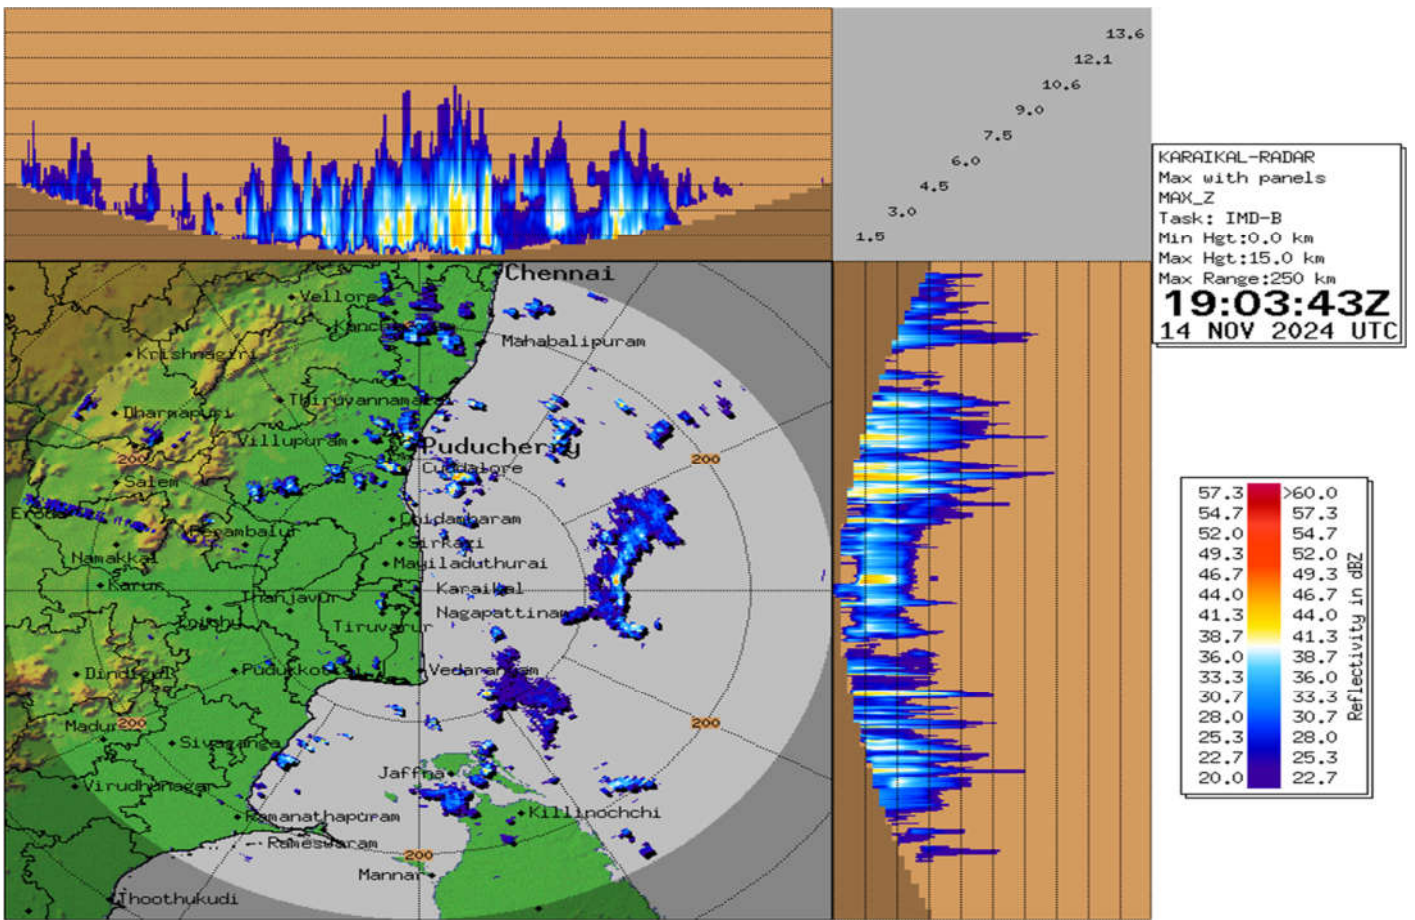 13.6
12.1
10.6
9.0
7.5
6.0
4.5
3.0
1.5
KARAIKAL-RADAR
Max with panels
MAX_Z
Task: IMD-B
Min Hgt:0.0 km
Max Hgt:15.0 km
Max Range:250 km
19:03:43Z
14 NOV 2024 UTC
Chennai
Vellore
Mahabalipuram
Krishnagiri
Dharmapuri
Villupuram
Puducherry
200
200
Cuddalore
Salem
Chidambaram
Perambalur
Sirkazi
Namakkal
Mayiladuthurai
Karur
Karaikal
Thanjavur
Nagapattinam
Tiruvarur
Dindigul
Vedaranyam
200
200
Sivaganga
Jaffna
Virudhunagar
Ramanathapuram
Killinochchi
Rameswaram
200
Mannar
Thoothukudi
57.3 >60.0
54.7 57.3
52.0 54.7
49.3 52.0
46.7 49.3
44.0 46.7
41.3 44.0
38.7 41.3
36.0 38.7
33.3 36.0
30.7 33.3
28.0 30.7
25.3 28.0
22.7 25.3
20.0 22.7
Reflectivity in dBZ